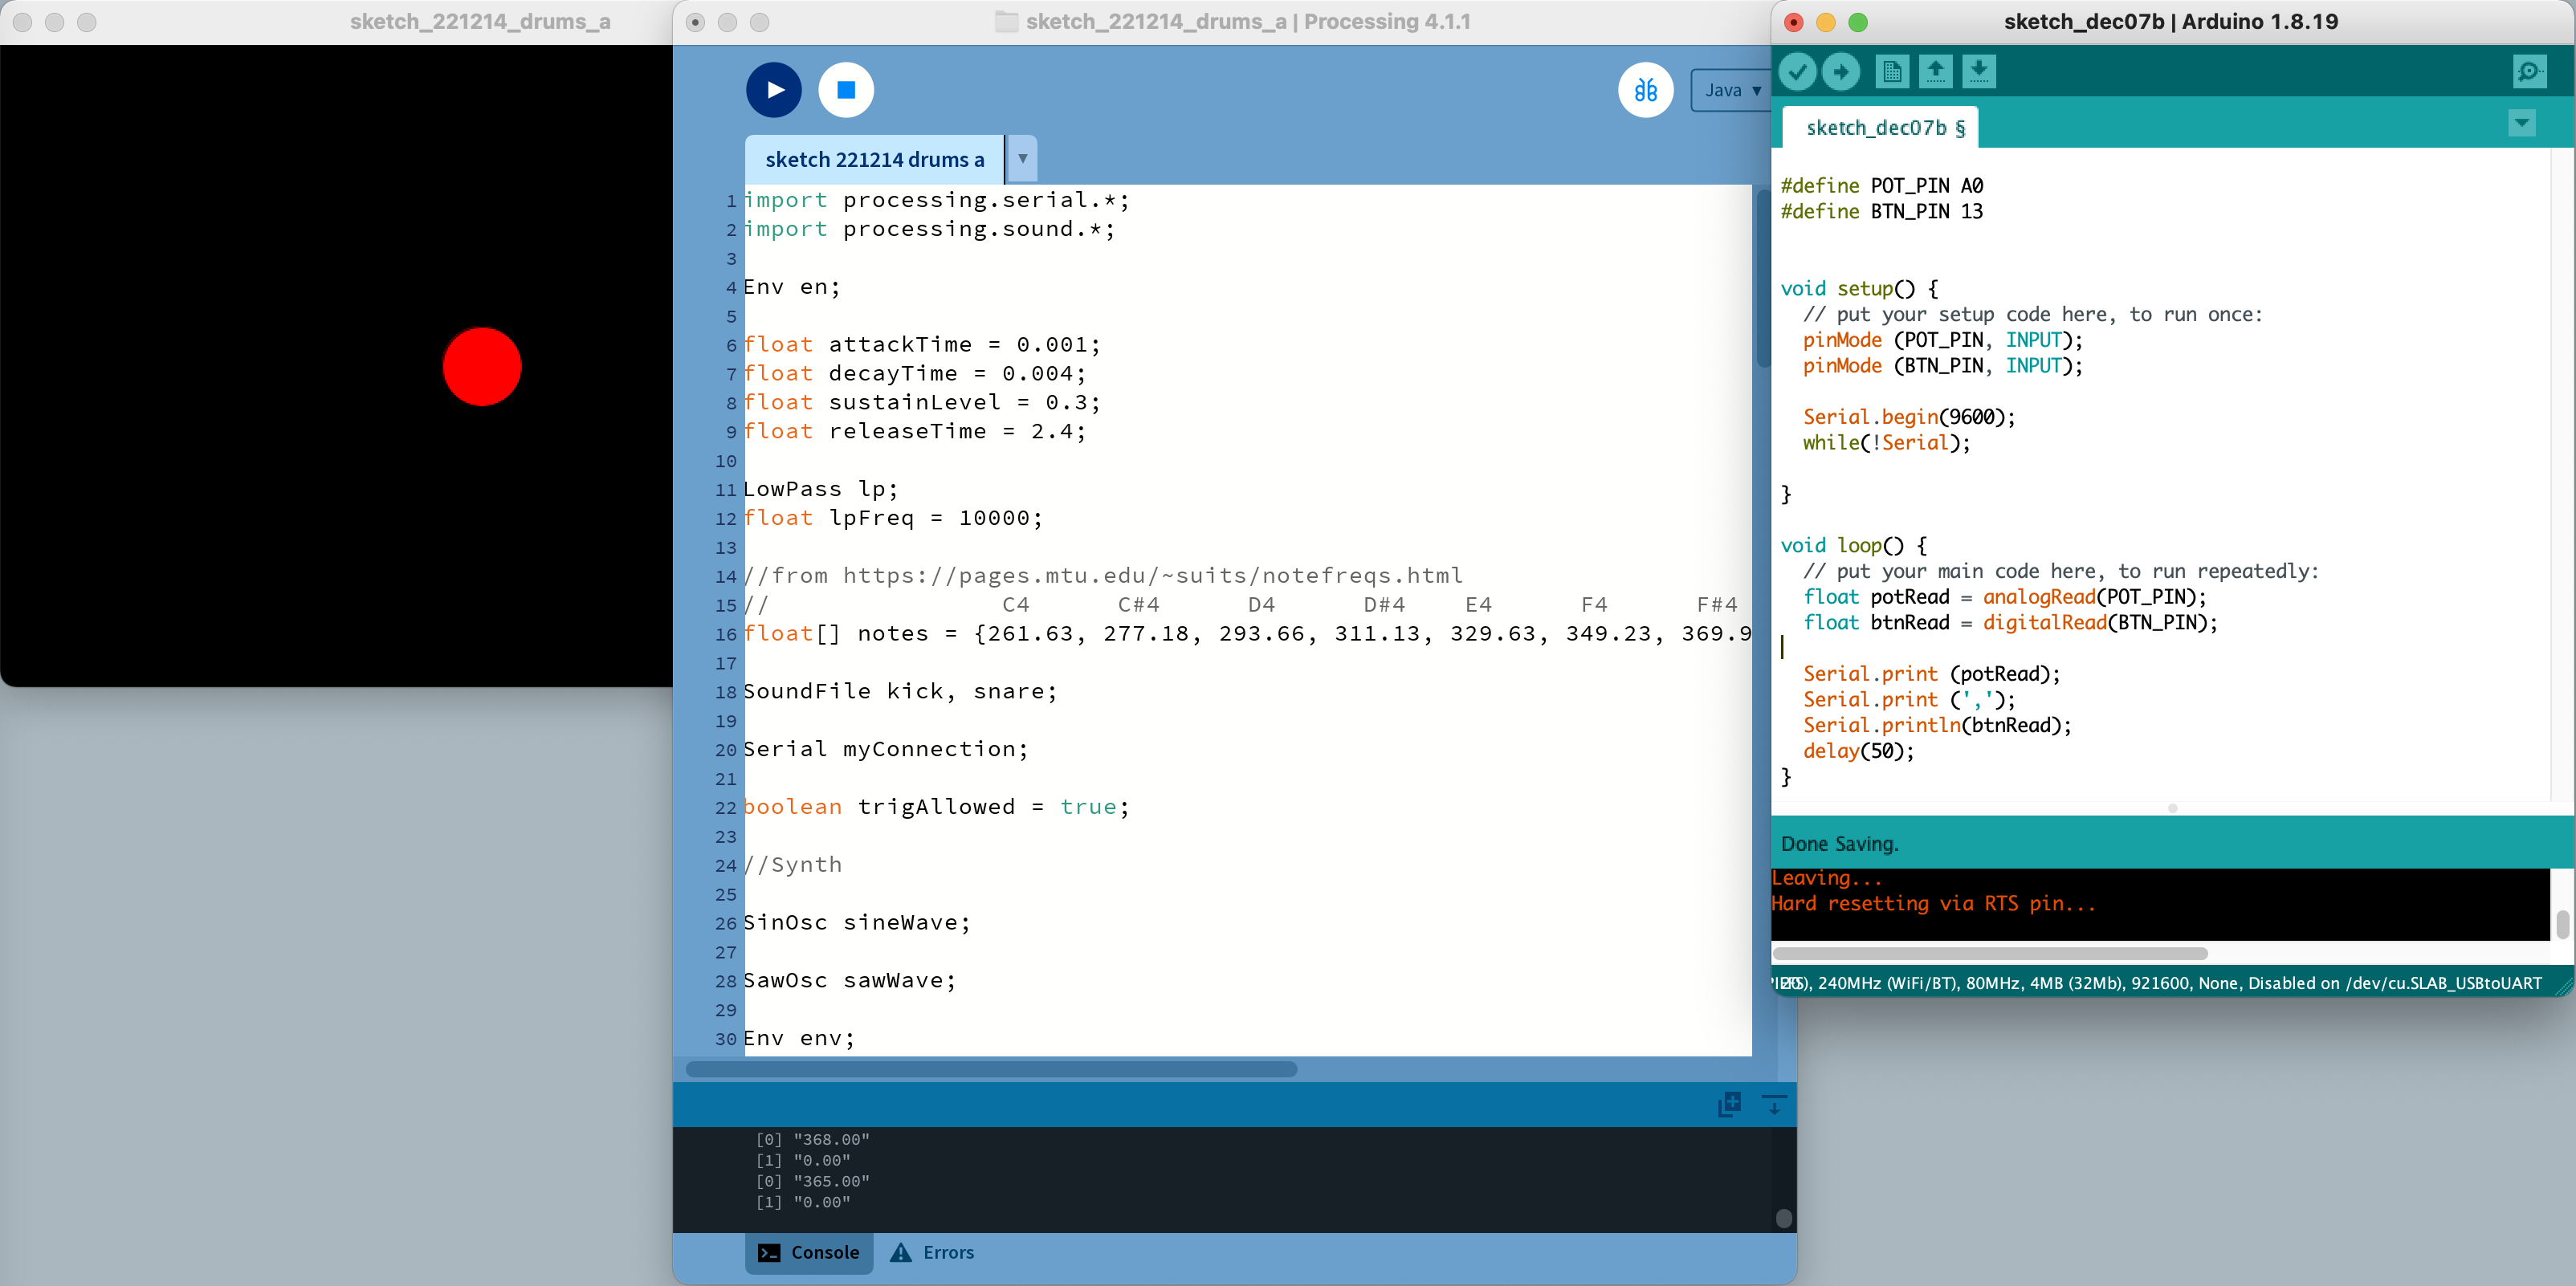 sketch_221214_drums_a
sketch_221214_drums_a | Processing 4.1.1
Java
sketch 221214 drums a
1 import processing.serial.*;
2 import processing.sound.*;
3
4 Env en;
5
6 float attackTime = 0.001;
7 float decayTime = 0.004;
8 float sustainLevel = 0.3;
9 float releaseTime = 2.4;
10
11 LowPass lp;
12 float lpFreq = 10000;
13
14 //from https://pages.mtu.edu/~suits/notefreqs.html
15 // C4 C#4 D4 D#4 E4 F4 F#4
16 float[] notes = {261.63, 277.18, 293.66, 311.13, 329.63, 349.23, 369.9
17
18 SoundFile kick, snare;
19
20 Serial myConnection;
21
22 boolean trigAllowed = true;
23
24 //Synth
25
26 SinOsc sineWave;
27
28 SawOsc sawWave;
29
30 Env env;
[0] "368.00"
[1] "0.00"
[0] "365.00"
[1] "0.00"
Console Errors
sketch_dec07b | Arduino 1.8.19
sketch_dec07b §
#define POT_PIN A0
#define BTN_PIN 13
void setup() {
// put your setup code here, to run once:
pinMode (POT_PIN, INPUT);
pinMode (BTN_PIN, INPUT);
Serial.begin(9600);
while(!Serial);
}
void loop() {
// put your main code here, to run repeatedly:
float potRead = analogRead(POT_PIN);
float btnRead = digitalRead(BTN_PIN);
Serial.print (potRead);
Serial.print (',');
Serial.println(btnRead);
delay(50);
}
Done Saving.
Leaving...
Hard resetting via RTS pin...
240MHz (WiFi/BT), 80MHz, 4MB (32Mb), 921600, None, Disabled on /dev/cu.SLAB_USBtoUART